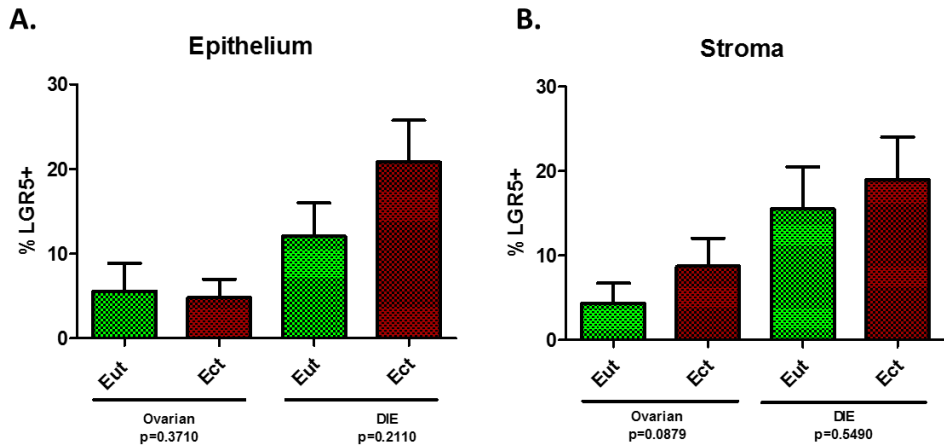 A.
Epithelium
% LGR5+
30
20
10
0
Eut
Ect
Eut
Ect
Ovarian
p=0.3710
DIE
p=0.2110
B.
Stroma
% LGR5+
30
20
10
0
Eut
Ect
Eut
Ect
Ovarian
p=0.0879
DIE
p=0.5490